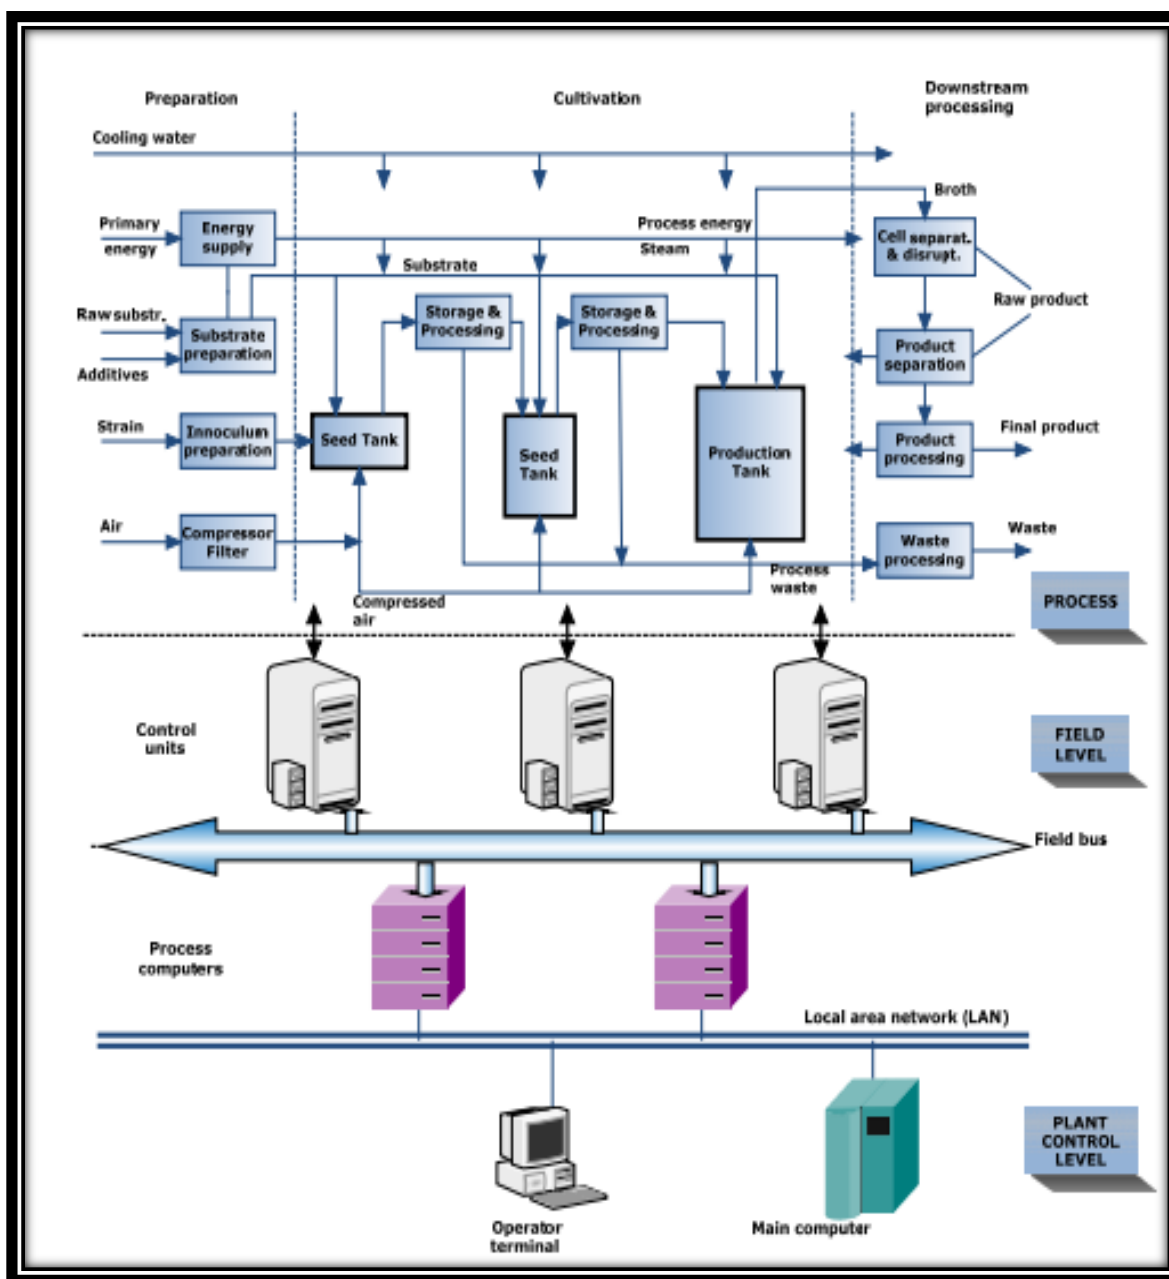 Preparation
Cultivation
Downstream
processing
Cooling water
Broth
Primary
energy
Energy
supply
Process energy
Steam
Cell separat.
& disrupt.
Substrate
Raw substr.
Additives
Substrate
preparation
Storage &
Processing
Storage &
Processing
Raw product
Product
separation
Strain
Innoculum
preparation
Seed Tank
Seed
Tank
Production
Tank
Product
processing
Final product
Air
Compressor
Filter
Compressed
air
Process
waste
Waste
processing
Waste
PROCESS
Control
units
FIELD
LEVEL
Field bus
Process
computers
Local area network (LAN)
Operator
terminal
Main computer
PLANT
CONTROL
LEVEL